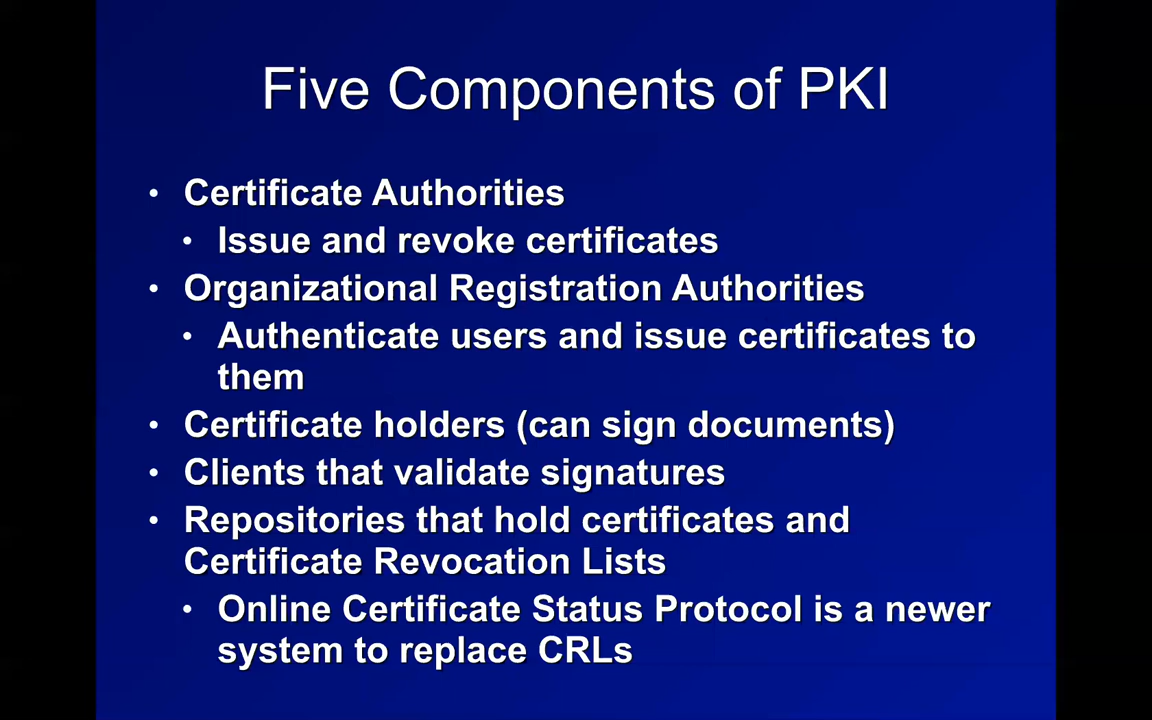 Five Components of PKI
• Certificate Authorities
• Issue and revoke certificates
• Organizational Registration Authorities
• Authenticate users and issue certificates to
them
• Certificate holders (can sign documents)
• Clients that validate signatures
• Repositories that hold certificates and
Certificate Revocation Lists
• Online Certificate Status Protocol is a newer
system to replace CRLs